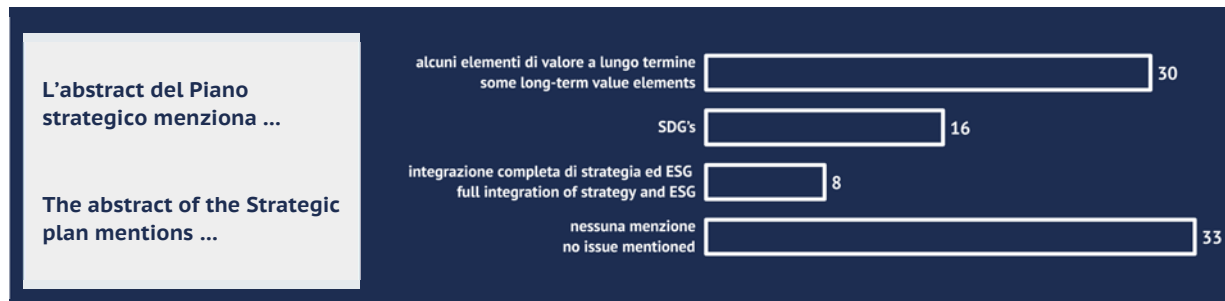 L'abstract del Piano
strategico menziona ...
The abstract of the Strategic
plan mentions ...
alcuni elementi di valore a lungo termine
some long-term value elements
30
SDG's
16
integrazione completa di strategia ed ESG
full integration of strategy and ESG
8
nessuna menzione
no issue mentioned
33